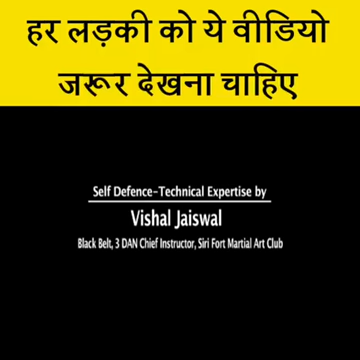 हर लड़की को ये वीडियो
जरूर देखना चाहिए
Self Defence-Technical Expertise by
Vishal Jaiswal
Black Belt, 3 DAN Chief Instructor, Siri Fort Martial Art Club